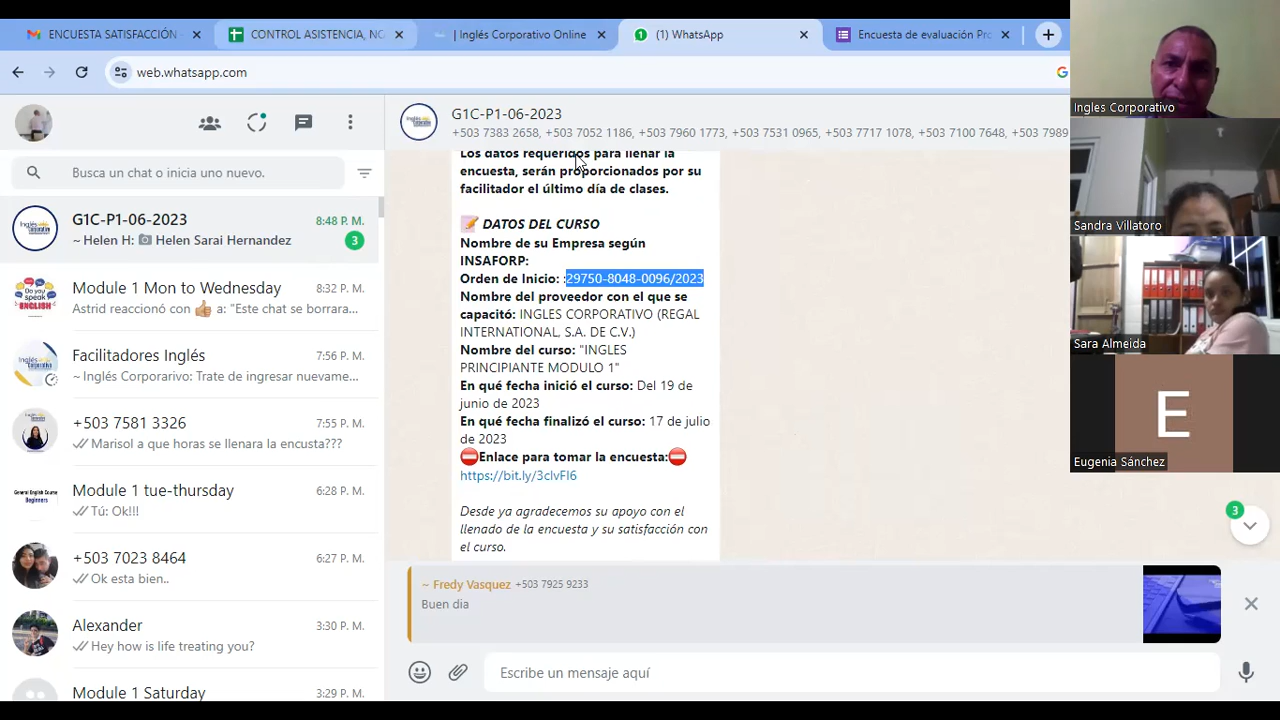 ENCUESTA SATISFACCIÓN
CONTROL ASISTENCIA, NO
| Inglés Corporativo Online
(1) WhatsApp
Encuesta de evaluación Pro
web.whatsapp.com
Busca un chat o inicia uno nuevo.
G1C-P1-06-2023
8:48 P. M.
~ Helen H: Helen Sarai Hernandez
3
Module 1 Mon to Wednesday
8:32 P. M.
Astrid reaccionó con a: "Este chat se borrara...
Facilitadores Inglés
7:56 P. M.
~ Inglés Corporarivo: Trate de ingresar nuevame...
+503 7581 3326
7:55 P. M.
Marisol a que horas se llenara la encusta???
Module 1 tue-thursday
6:28 P. M.
Tú: Ok!!!
+503 7023 8464
6:27 P. M.
Ok esta bien..
Alexander
3:30 P. M.
Hey how is life treating you?
Module 1 Saturday
3:29 P. M.
G1C-P1-06-2023
+503 7383 2658, +503 7052 1186, +503 7960 1773, +503 7531 0965, +503 7717 1078, +503 7100 7648, +503 7989
Los datos requeridos para llenar la
encuesta, serán proporcionados por su
facilitador el último día de clases.
DATOS DEL CURSO
Nombre de su Empresa según
INSAFORP:
Orden de Inicio: :29750-8048-0096/2023
Nombre del proveedor con el que se
capacitó: INGLES CORPORATIVO (REGAL
INTERNATIONAL, S.A. DE C.V.)
Nombre del curso: "INGLES
PRINCIPIANTE MODULO 1"
En qué fecha inició el curso: Del 19 de
junio de 2023
En qué fecha finalizó el curso: 17 de julio
de 2023
Enlace para tomar la encuesta:
https://bit.ly/3clvFI6
Desde ya agradecemos su apoyo con el
llenado de la encuesta y su satisfacción con
el curso.
3
~ Fredy Vasquez +503 7925 9233
Buen dia
Escribe un mensaje aquí
Ingles Corporativo
Sandra Villatoro
Sara Almeida
E
Eugenia Sánchez